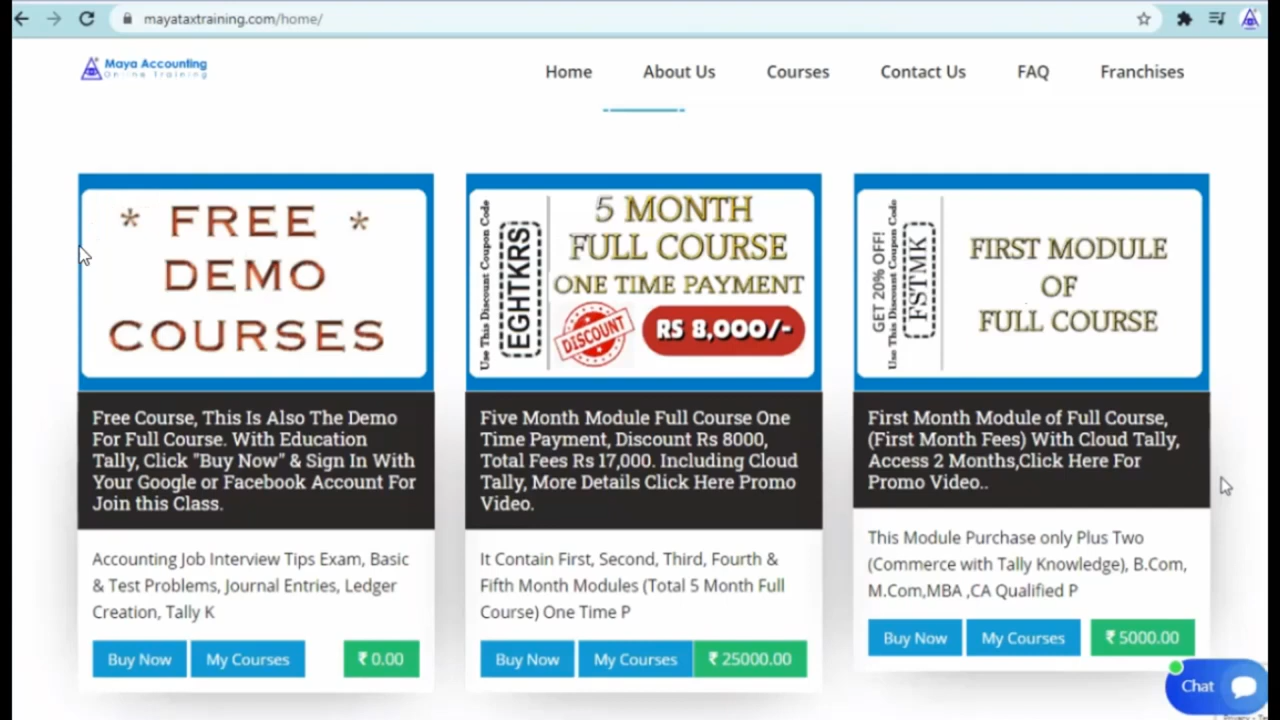 mayataxtraining.com/home/
Maya Accounting
Online Training
Home
About Us
Courses
Contact Us
FAQ
Franchises
* FREE *
DEMO
COURSES
Free Course, This Is Also The Demo
For Full Course. With Education
Tally, Click "Buy Now" & Sign In With
Your Google or Facebook Account For
Join this Class.
Accounting Job Interview Tips Exam, Basic
& Test Problems, Journal Entries, Ledger
Creation, Tally K
Buy Now
My Courses
₹ 0.00
Use This Discount Coupon Code
EGHTKRS
5 MONTH
FULL COURSE
ONE TIME PAYMENT
DISCOUNT
RS 8,000/-
Five Month Module Full Course One
Time Payment, Discount Rs 8000,
Total Fees Rs 17,000. Including Cloud
Tally, More Details Click Here Promo
Video.
It Contain First, Second, Third, Fourth &
Fifth Month Modules (Total 5 Month Full
Course) One Time P
Buy Now
My Courses
₹ 25000.00
GET 20% OFF!
Use This Discount Coupon Code
FSTMK
FIRST MODULE
OF
FULL COURSE
First Month Module of Full Course,
(First Month Fees) With Cloud Tally,
Access 2 Months,Click Here For
Promo Video..
This Module Purchase only Plus Two
(Commerce with Tally Knowledge), B.Com,
M.Com,MBA ,CA Qualified P
Buy Now
My Courses
₹ 5000.00
Chat